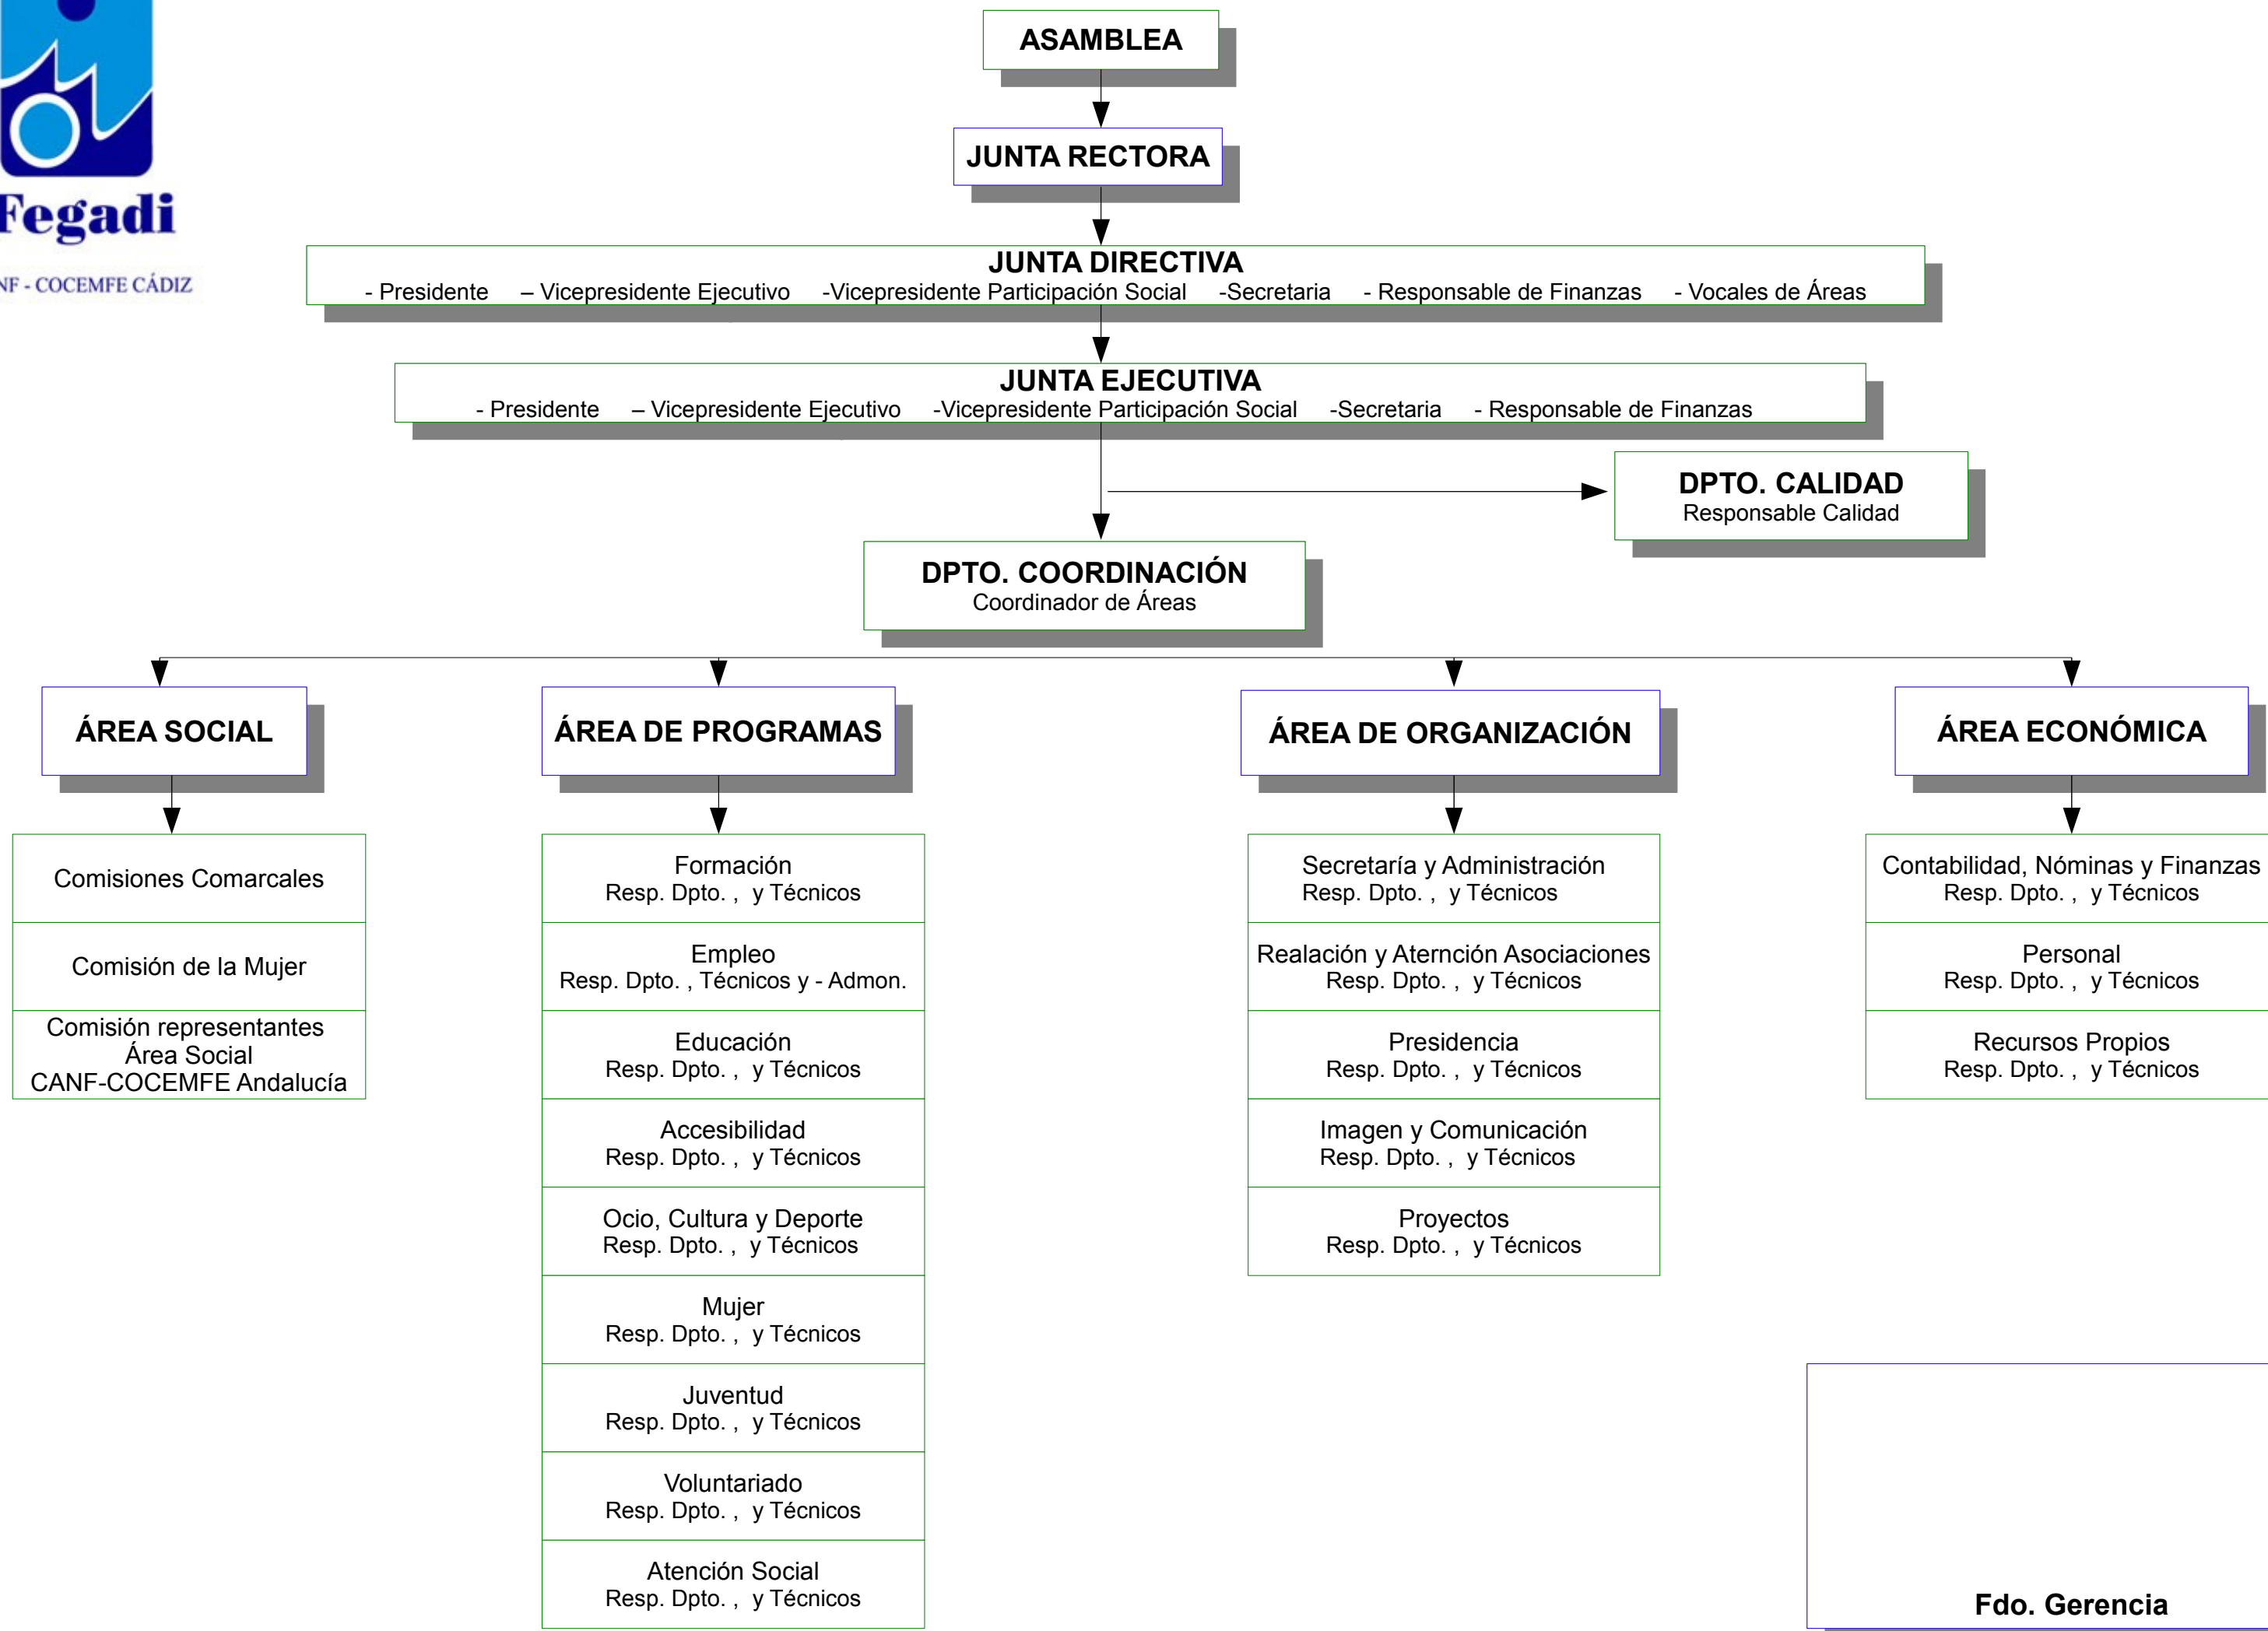 Fegadi
NF - COCEMFE CÁDIZ
ASAMBLEA
JUNTA RECTORA
JUNTA DIRECTIVA
- Presidente – Vicepresidente Ejecutivo -Vicepresidente Participación Social -Secretaria - Responsable de Finanzas - Vocales de Áreas
JUNTA EJECUTIVA
- Presidente – Vicepresidente Ejecutivo -Vicepresidente Participación Social -Secretaria - Responsable de Finanzas
DPTO. CALIDAD
Responsable Calidad
DPTO. COORDINACIÓN
Coordinador de Áreas
ÁREA SOCIAL
Comisiones Comarcales
Comisión de la Mujer
Comisión representantes
Área Social
CANF-COCEMFE Andalucía
ÁREA DE PROGRAMAS
Formación
Resp. Dpto. , y Técnicos
Empleo
Resp. Dpto. , Técnicos y - Admon.
Educación
Resp. Dpto. , y Técnicos
Accesibilidad
Resp. Dpto. , y Técnicos
Ocio, Cultura y Deporte
Resp. Dpto. , y Técnicos
Mujer
Resp. Dpto. , y Técnicos
Juventud
Resp. Dpto. , y Técnicos
Voluntariado
Resp. Dpto. , y Técnicos
Atención Social
Resp. Dpto. , y Técnicos
ÁREA DE ORGANIZACIÓN
Secretaría y Administración
Resp. Dpto. , y Técnicos
Realación y Aternción Asociaciones
Resp. Dpto. , y Técnicos
Presidencia
Resp. Dpto. , y Técnicos
Imagen y Comunicación
Resp. Dpto. , y Técnicos
Proyectos
Resp. Dpto. , y Técnicos
ÁREA ECONÓMICA
Contabilidad, Nóminas y Finanzas
Resp. Dpto. , y Técnicos
Personal
Resp. Dpto. , y Técnicos
Recursos Propios
Resp. Dpto. , y Técnicos
Fdo. Gerencia